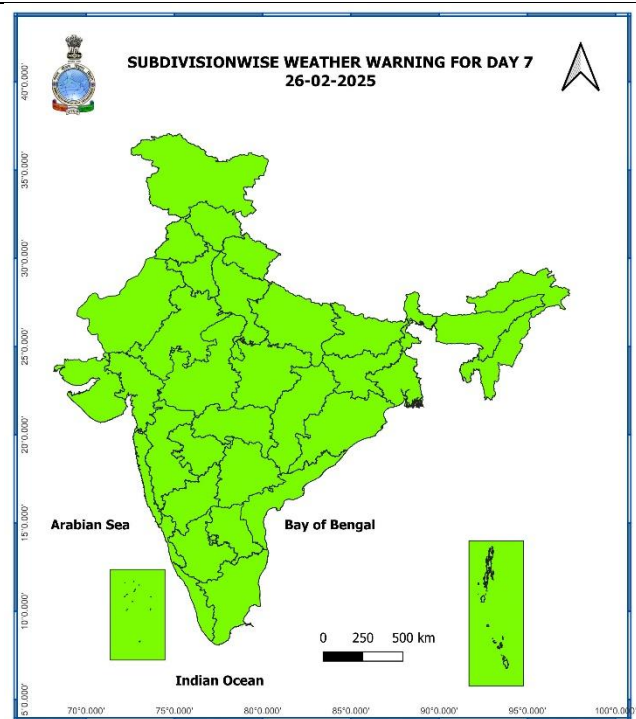 SUBDIVISIONWISE WEATHER WARNING FOR DAY 7
26-02-2025
40°0.000'
35°0.000'
30°0.000'
25°0.000'
20°0.000'
15°0.000'
10°0.000'
5°0.000'
Arabian Sea
Bay of Bengal
0 250 500 km
Indian Ocean
70°0.000' 75°0.000' 80°0.000' 85°0.000' 90°0.000' 95°0.000' 100°0.000'